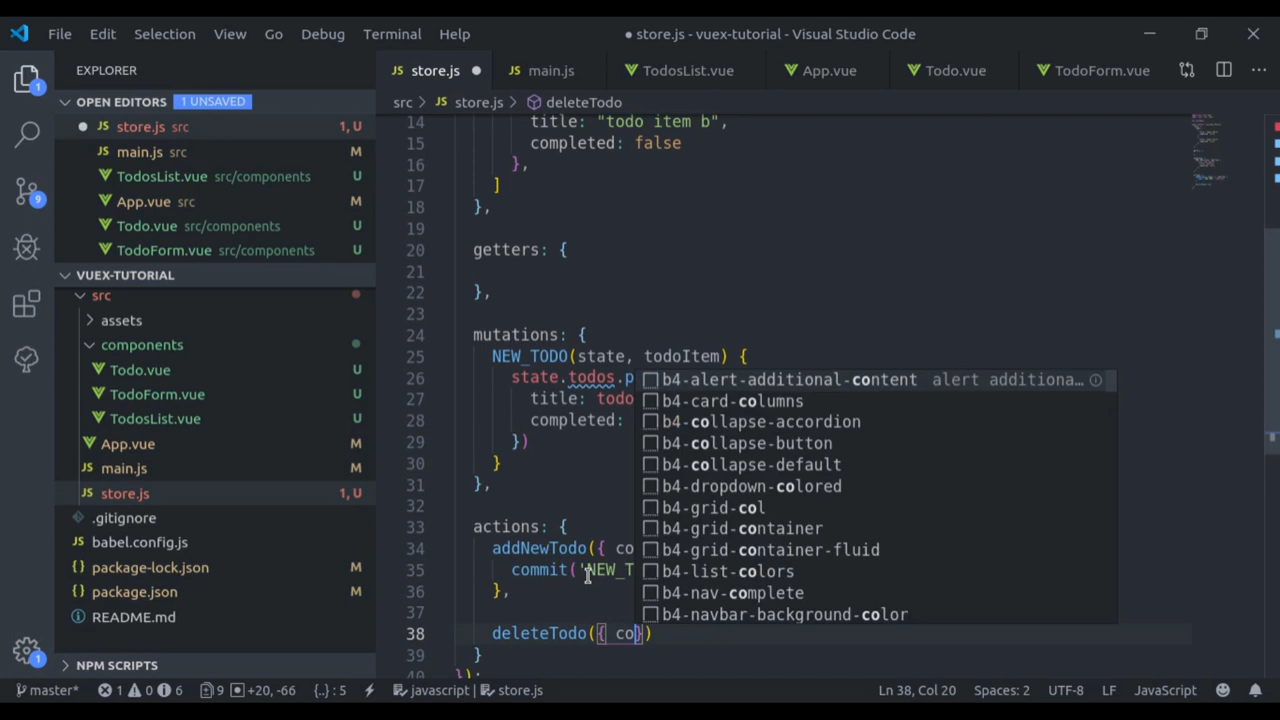 File Edit Selection View Go Debug Terminal Help
● store.js - vuex-tutorial - Visual Studio Code
EXPLORER
OPEN EDITORS 1 UNSAVED
store.js src 1, U
main.js src M
TodosList.vue src/components U
App.vue src M
Todo.vue src/components U
TodoForm.vue src/components U
VUEX-TUTORIAL
src
assets
components
Todo.vue U
TodoForm.vue U
TodosList.vue U
App.vue M
main.js M
store.js 1, U
.gitignore
babel.config.js
package-lock.json M
package.json M
README.md
NPM SCRIPTS
JS store.js
JS main.js
TodosList.vue
App.vue
Todo.vue
TodoForm.vue
src > JS store.js > deleteTodo
14 title: "todo item b",
15 completed: false
16 },
17 ]
18 },
19
20 getters: {
21
22 },
23
24 mutations: {
25 NEW_TODO(state, todoItem) {
26 state.todos.p
27 title: todo
28 completed:
29 })
30 }
31 },
32
33 actions: {
34 addNewTodo({ co
35 commit('NEW_T
36 },
37
38 deleteTodo({ co})
39 }
40 });
b4-alert-additional-content alert additiona...
b4-card-columns
b4-collapse-accordion
b4-collapse-button
b4-collapse-default
b4-dropdown-colored
b4-grid-col
b4-grid-container
b4-grid-container-fluid
b4-list-colors
b4-nav-complete
b4-navbar-background-color
9
1
master* 1 0 6 9 +20, -66 {..} : 5 javascript | store.js Ln 38, Col 20 Spaces: 2 UTF-8 LF JavaScript